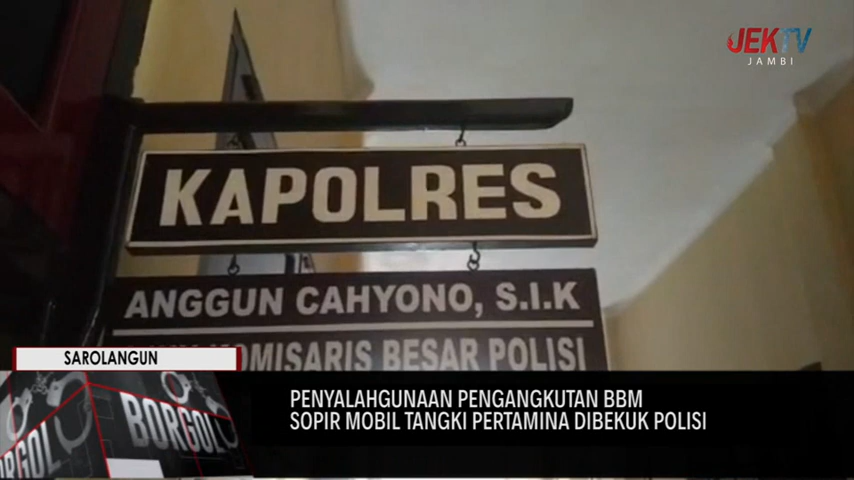 JEKTV
JAMBI
KAPOLRES
ANGGUN CAHYONO, S.I.K
KOMISARIS BESAR POLISI
SAROLANGUN
PENYALAHGUNAAN PENGANGKUTAN BBM
SOPIR MOBIL TANGKI PERTAMINA DIBEKUK POLISI
BORGOL
BORGOL